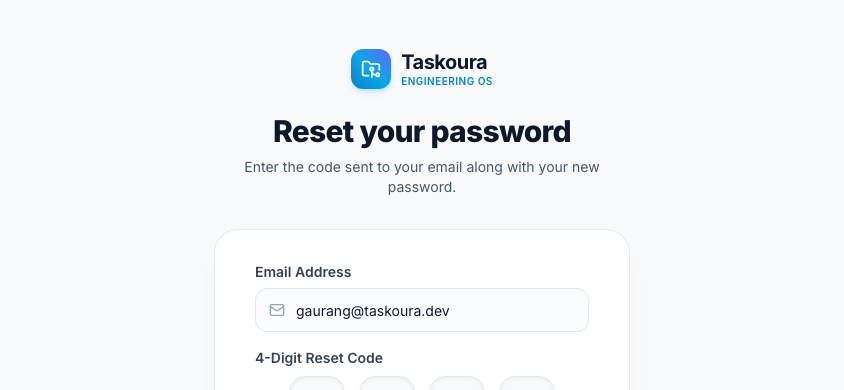 Taskoura
ENGINEERING OS
Reset your password
Enter the code sent to your email along with your new
password.
Email Address
gaurang@taskoura.dev
4-Digit Reset Code